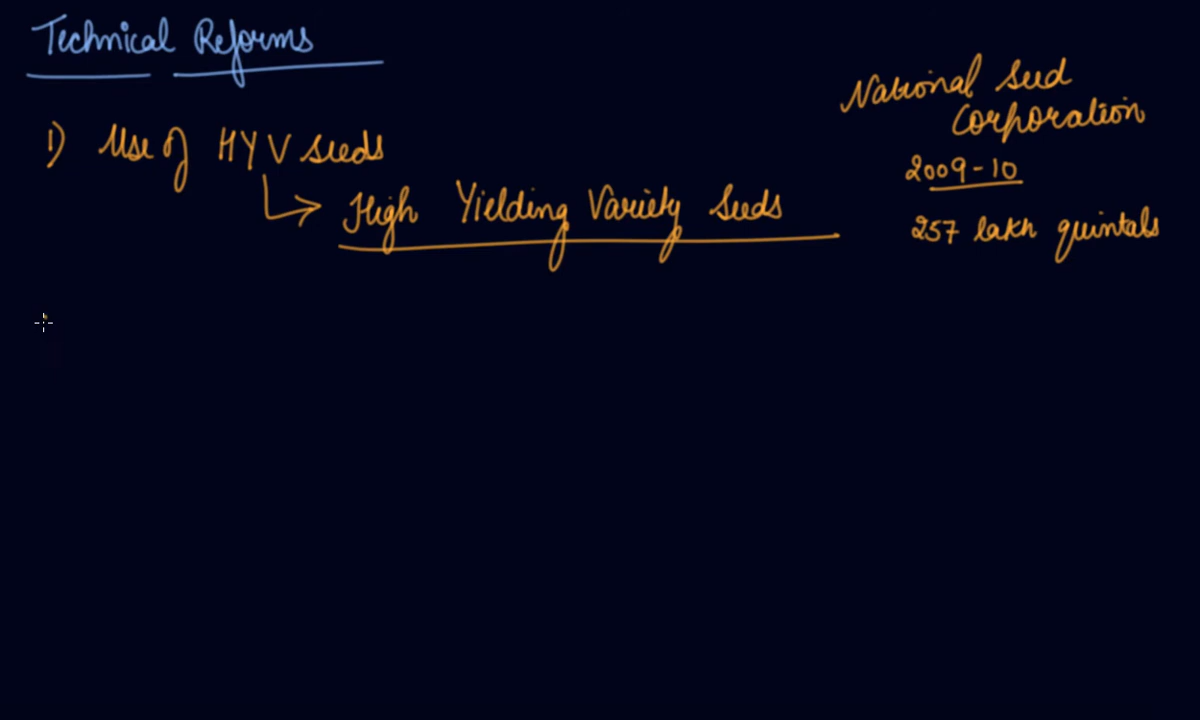 Technical Reforms
1) Use of HYV seeds
High Yielding Variety Seeds
National Seed
Corporation
2009-10
257 lakh quintals